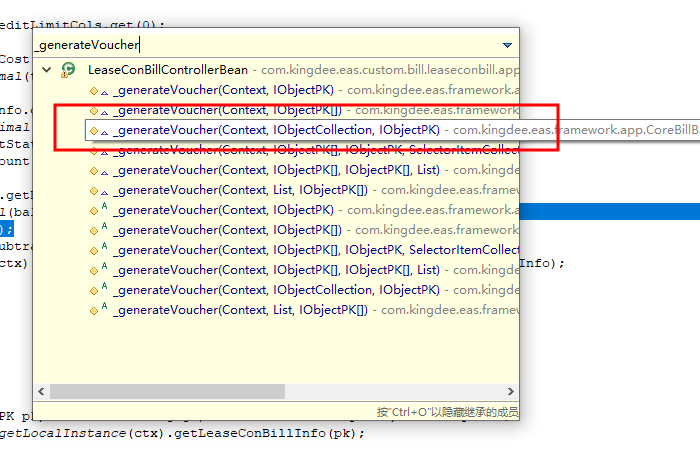 editLimitCols.get(0);
_generateVoucher
Cost
LeaseConBillControllerBean - com.kingdee.eas.custom.bill.leaseconbill.app
mal(
_generateVoucher(Context, IObjectPK) - com.kingdee.eas.framework.a
nfo.
_generateVoucher(Context, IObjectPK[]) - com.kingdee.eas.framework
imal
_generateVoucher(Context, IObjectCollection, IObjectPK) - com.kingdee.eas.framework.app.CoreBillB
tStat
_generateVoucher(Context, IObjectPK[], IObjectPK, SelectorItemCollec
ount
_generateVoucher(Context, IObjectPK[], IObjectPK[], List) - com.kingd
_generateVoucher(Context, List, IObjectPK[]) - com.kingdee.eas.framew
.get
_generateVoucher(Context, IObjectPK) - com.kingdee.eas.framework.a
l(bal
_generateVoucher(Context, IObjectPK[]) - com.kingdee.eas.framework
);
_generateVoucher(Context, IObjectPK[], IObjectPK, SelectorItemCollec
ubtra
_generateVoucher(Context, IObjectPK[], IObjectPK[], List) - com.kingd
ctx) nfo);
_generateVoucher(Context, IObjectCollection, IObjectPK) - com.kingde
_generateVoucher(Context, List, IObjectPK[]) - com.kingdee.eas.framew
按"Ctrl+O"以隐藏继承的成员
PK p
getLocalInstance(ctx).getLeaseConBillInfo(pk);